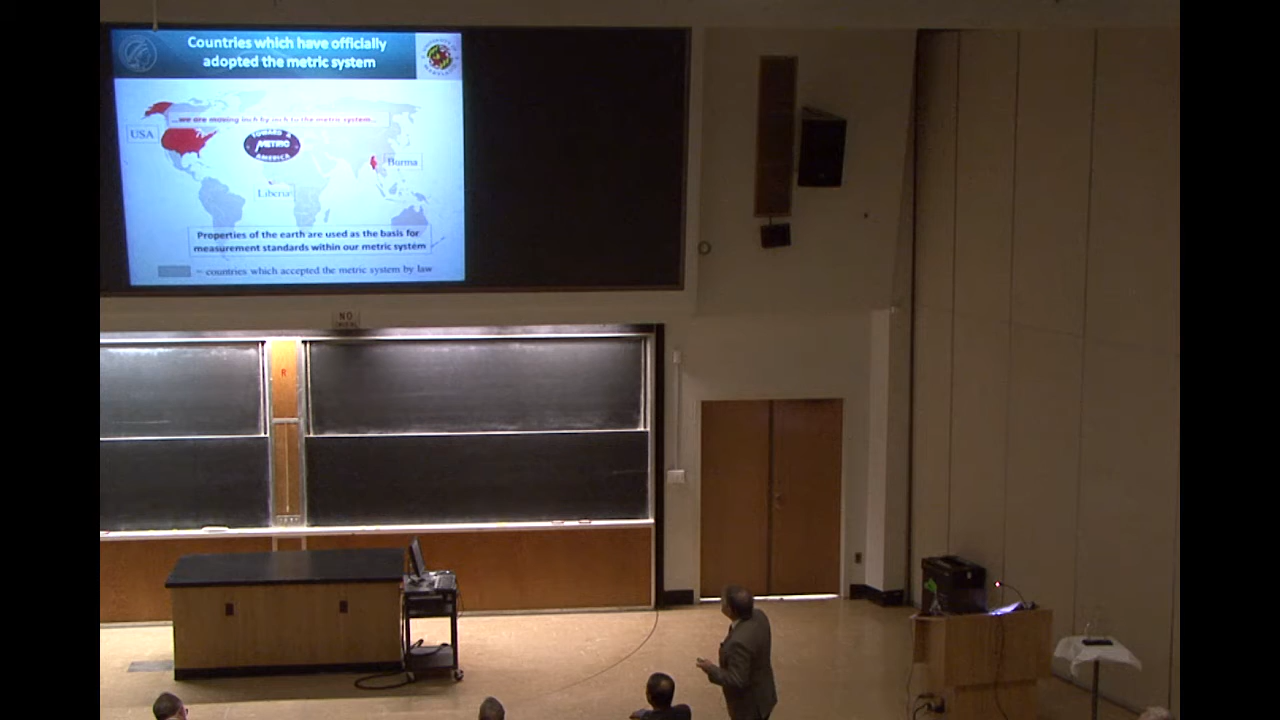 Countries which have officially
adopted the metric system
...we are moving inch by inch to the metric system...
USA
TOWARD A
METRIC
AMERICA
Burma
Liberia
Properties of the earth are used as the basis for
measurement standards within our metric system
= countries which accepted the metric system by law
NO
R